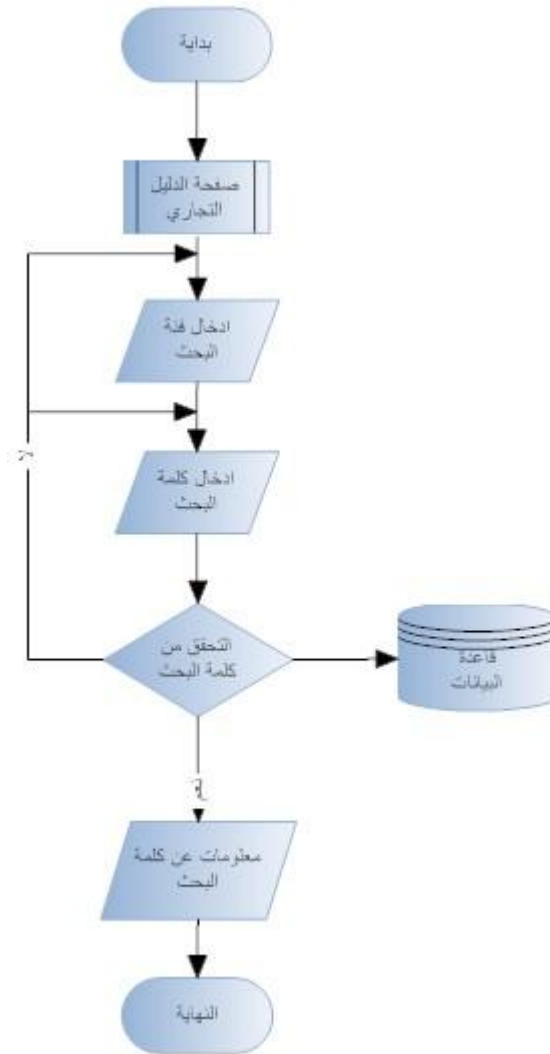 بداية
صفحة الدليل
التجاري
ادخال فئة
البحث
لا
ادخال كلمة
البحث
التحقق من
كلمة البحث
قاعدة
البيانات
نعم
معلومات عن كلمة
البحث
النهاية